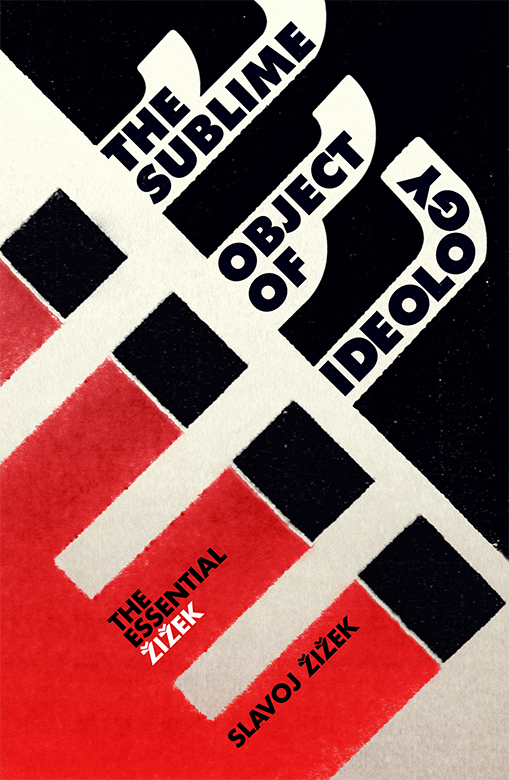 THE
SUBLIME
OBJECT
OF
IDEOLOGY
THE
ESSENTIAL
ŽIŽEK
SLAVOJ ŽIŽEK